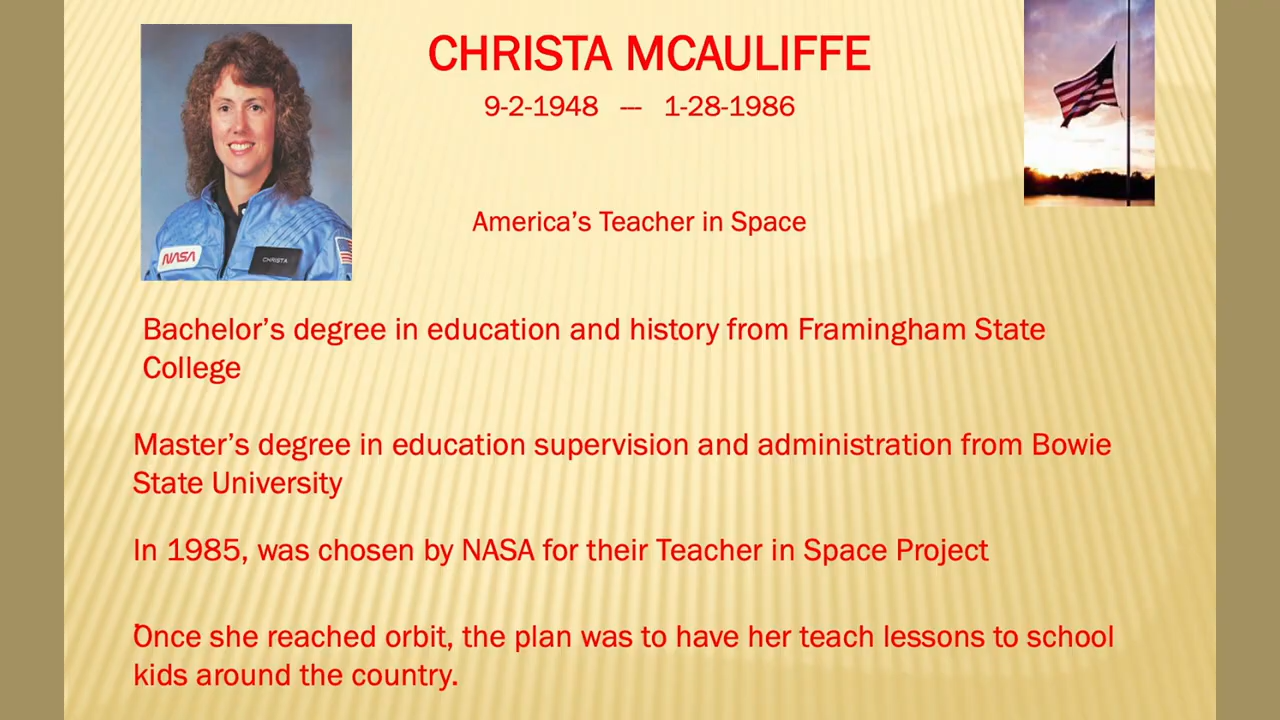 CHRISTA MCAULIFFE
9-2-1948 --- 1-28-1986
America's Teacher in Space
NASA
CHRISTA
Bachelor's degree in education and history from Framingham State
College
Master's degree in education supervision and administration from Bowie
State University
In 1985, was chosen by NASA for their Teacher in Space Project
Once she reached orbit, the plan was to have her teach lessons to school
kids around the country.